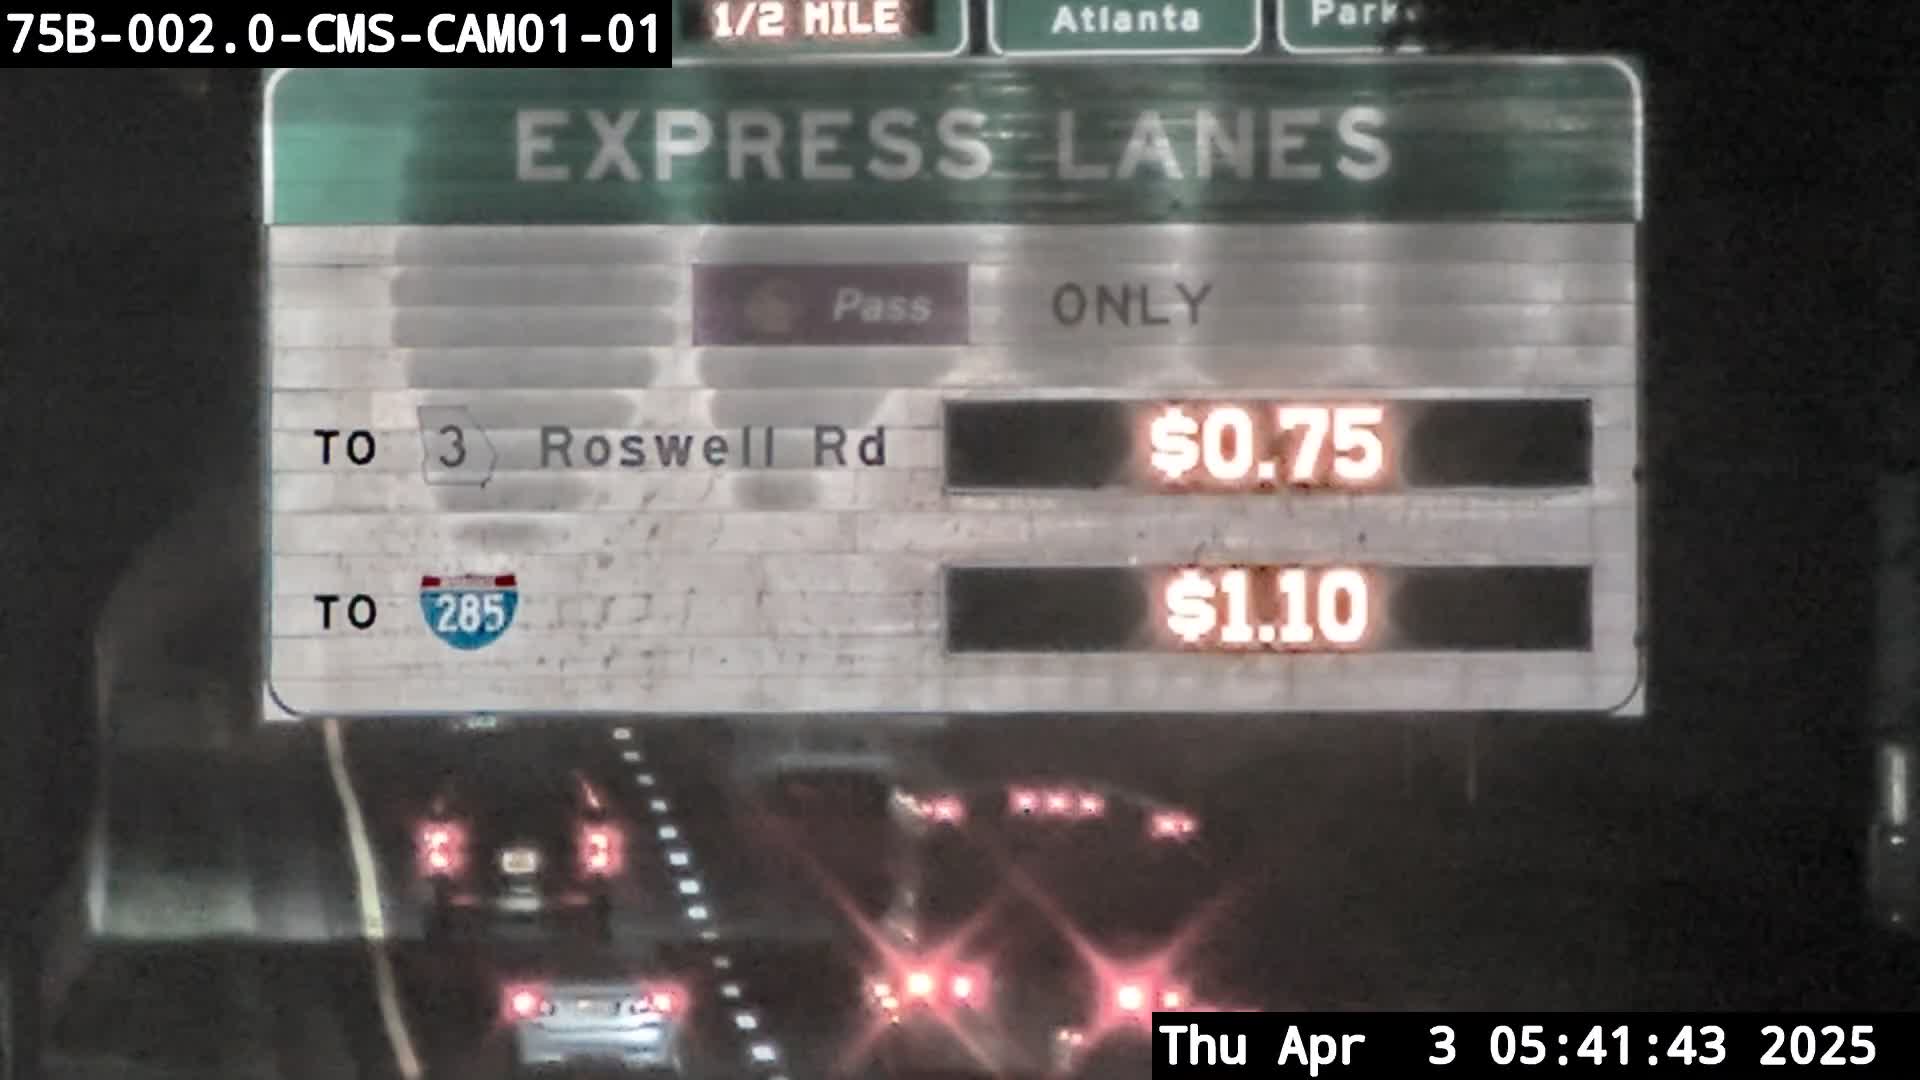 75B-002.0-CMS-CAM01-01
1/2 MILE
Atlanta
Park
EXPRESS LANES
Pass ONLY
TO 3 Roswell Rd $0.75
TO 285 $1.10
Thu Apr 3 05:41:43 2025